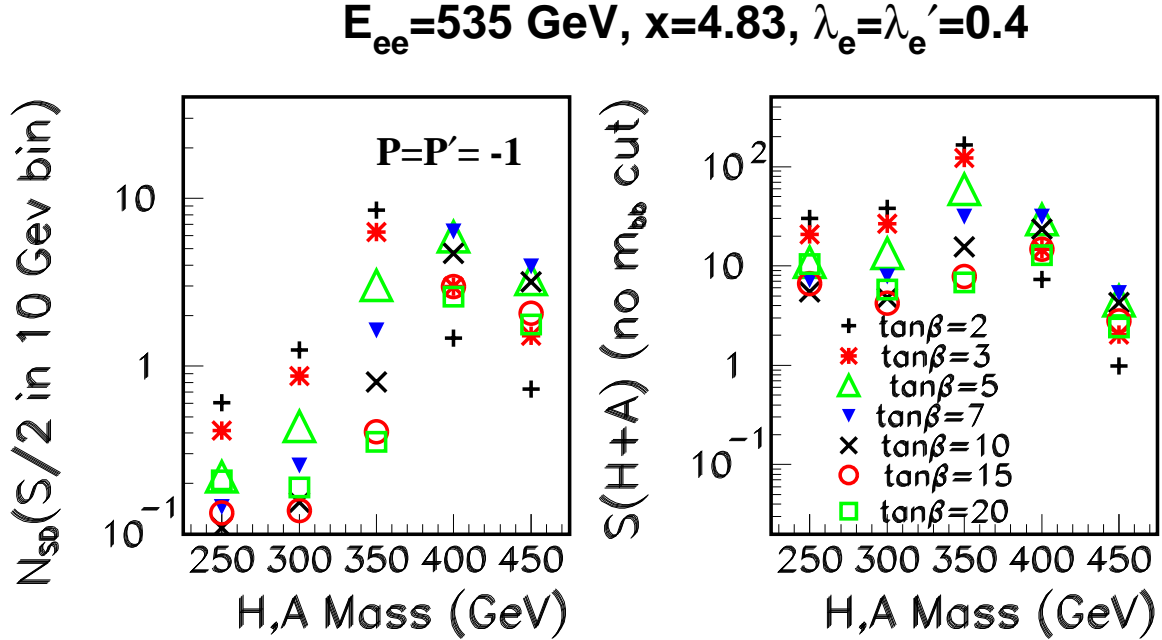 E_ee=535 GeV, x=4.83, λ_e=λ_e′=0.4
N_SD(S/2 in 10 Gev bin)
P=P′= -1
10
1
10^-1
250 300 350 400 450
H,A Mass (GeV)
S(H+A) (no m_bb cut)
10^2
10
1
10^-1
tanβ=2
tanβ=3
tanβ=5
tanβ=7
tanβ=10
tanβ=15
tanβ=20
250 300 350 400 450
H,A Mass (GeV)